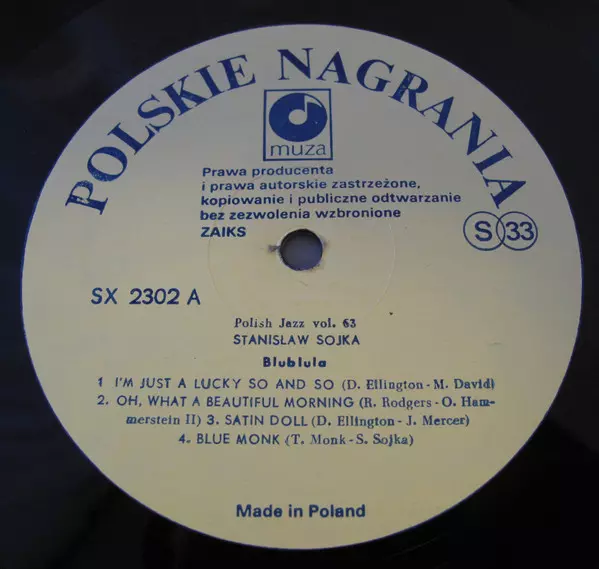 POLSKIE NAGRANIA
muza
Prawa producenta
i prawa autorskie zastrzeżone,
kopiowanie i publiczne odtwarzanie
bez zezwolenia wzbronione
ZAIKS
S 33
SX 2302 A
Polish Jazz vol. 63
STANISŁAW SOJKA
Blublula
1 I'M JUST A LUCKY SO AND SO (D. Ellington - M. David)
2. OH, WHAT A BEAUTIFUL MORNING (R. Rodgers - O. Ham-
merstein II) 3. SATIN DOLL (D. Ellington - J. Mercer)
4. BLUE MONK (T. Monk - S. Sojka)
Made in Poland